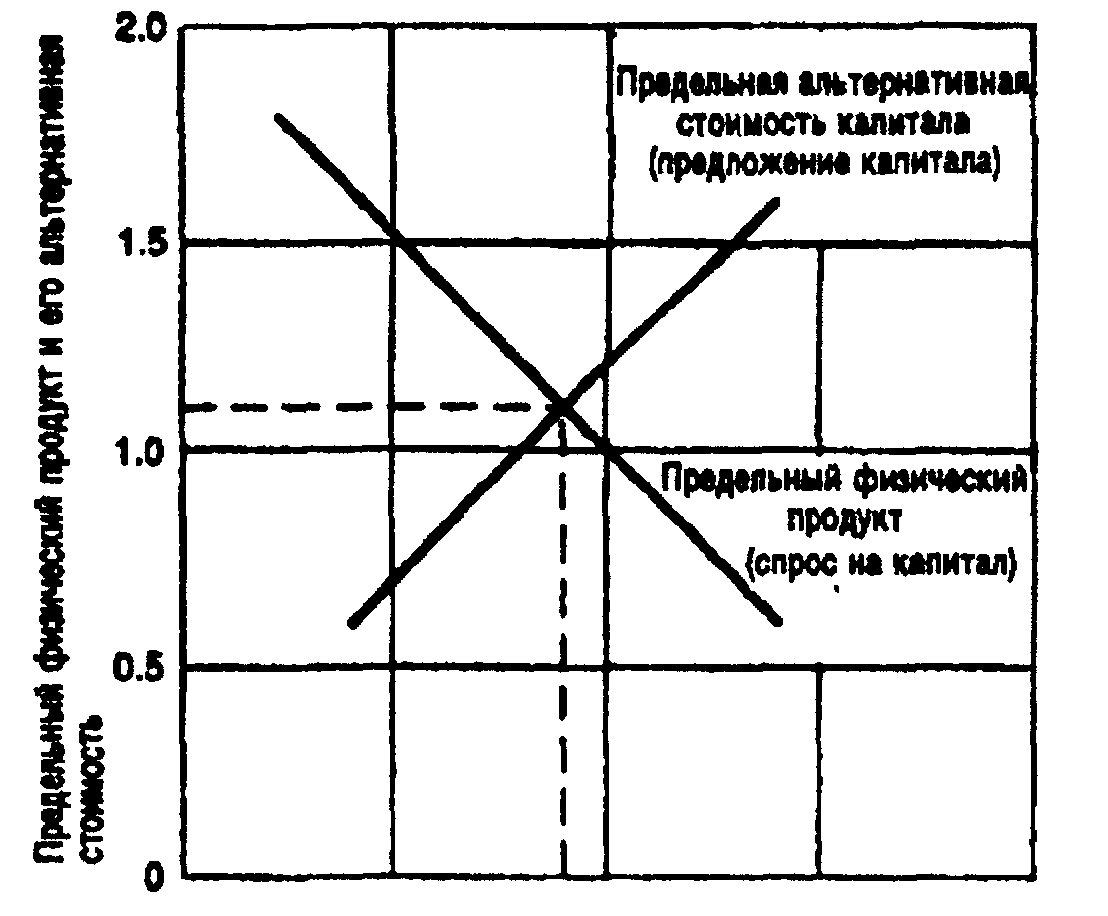 Предельный физический продукт и его альтернативная
стоимость
2.0
1.5
1.0
0.5
0
Предельная альтернативная
стоимость капитала
(предложение капитала)
Предельный физический
продукт
(спрос на капитал)